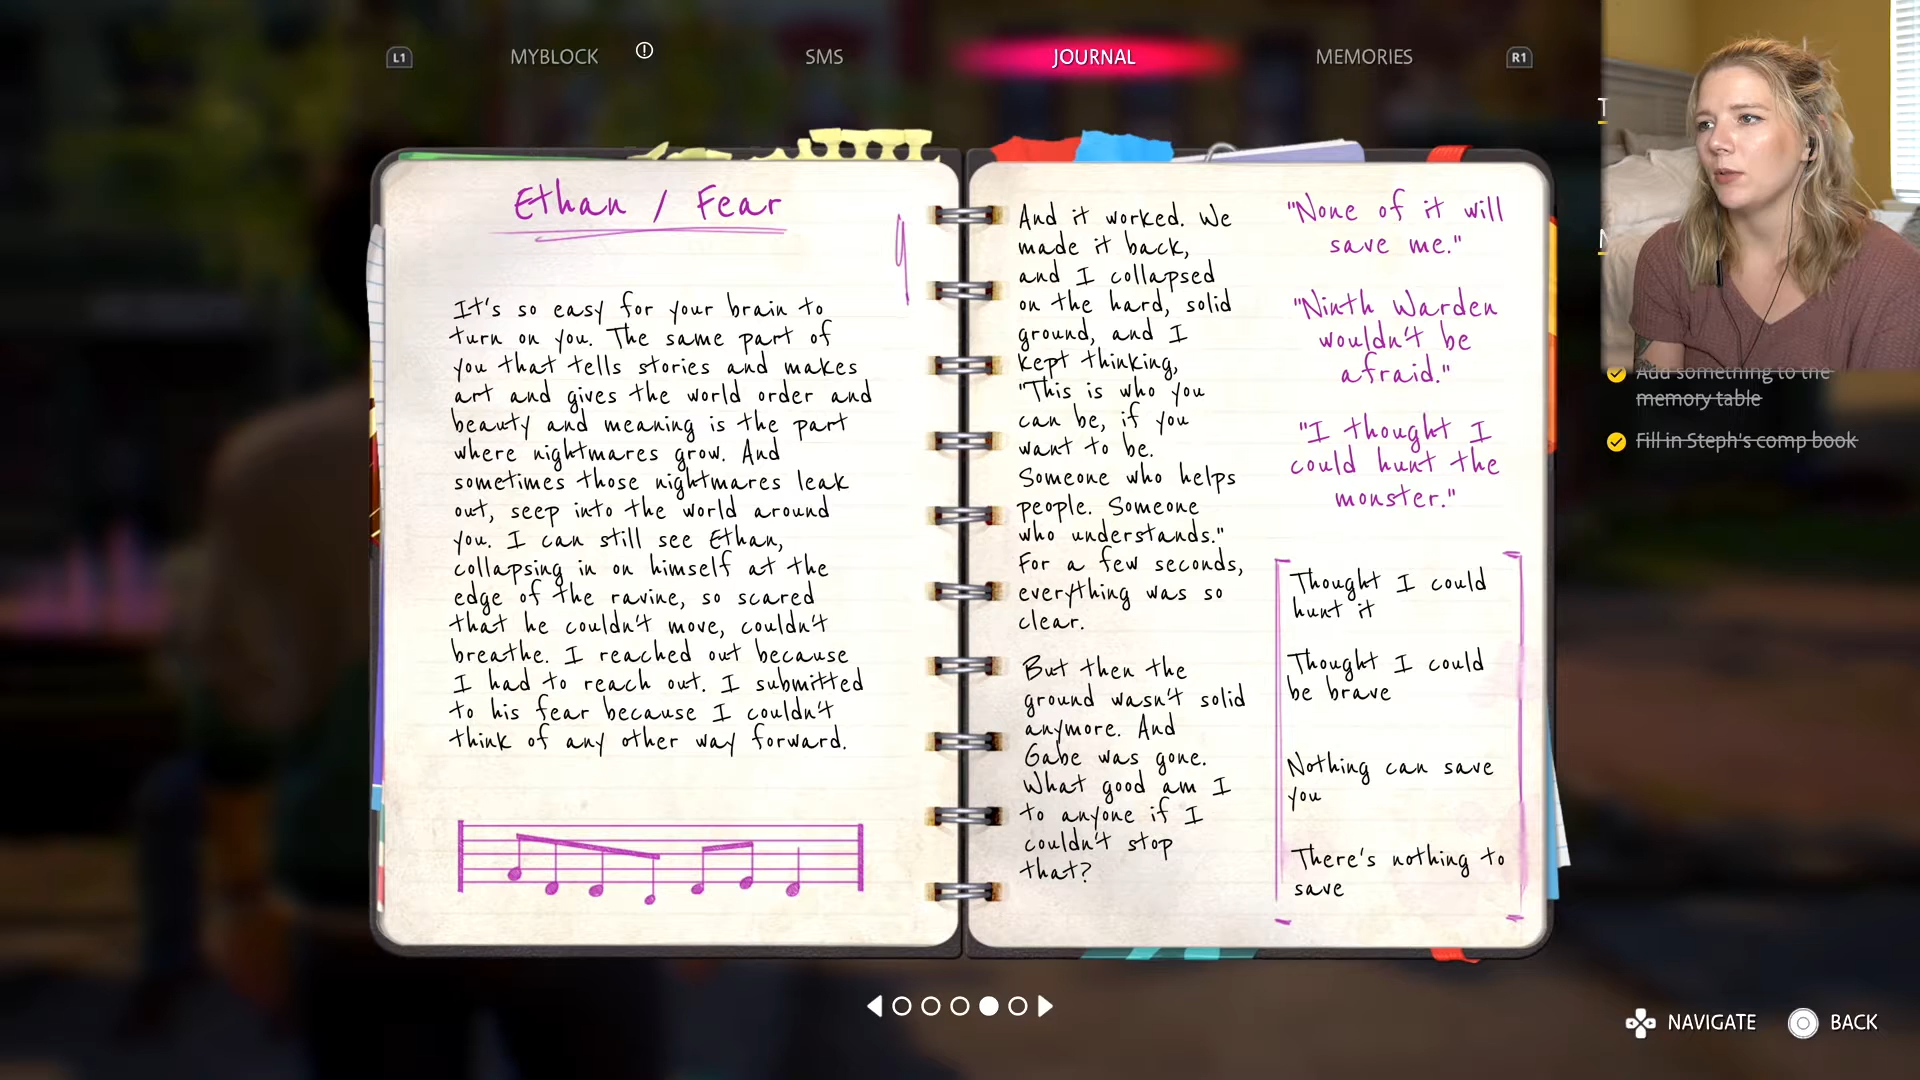 L1
MYBLOCK
SMS
JOURNAL
MEMORIES
R1
Ethan / Fear
It's so easy for your brain to
turn on you. The same part of
you that tells stories and makes
art and gives the world order and
beauty and meaning is the part
where nightmares grow. And
sometimes those nightmares leak
out, seep into the world around
you. I can still see Ethan,
collapsing in on himself at the
edge of the ravine, so scared
that he couldn't move, couldn't
breathe. I reached out because
I had to reach out. I submitted
to his fear because I couldn't
think of any other way forward.
And it worked. We
made it back,
and I collapsed
on the hard, solid
ground, and I
kept thinking,
"This is who you
can be, if you
want to be.
Someone who helps
people. Someone
who understands."
For a few seconds,
everything was so
clear.
But then the
ground wasn't solid
anymore. And
Gabe was gone.
What good am I
to anyone if I
couldn't stop
that?
"None of it will
save me."
"Ninth Warden
wouldn't be
afraid."
"I thought I
could hunt the
monster."
Thought I could
hunt it
Thought I could
be brave
Nothing can save
you
There's nothing to
save
Add something to the
memory table
Fill in Steph's comp book
NAVIGATE
BACK